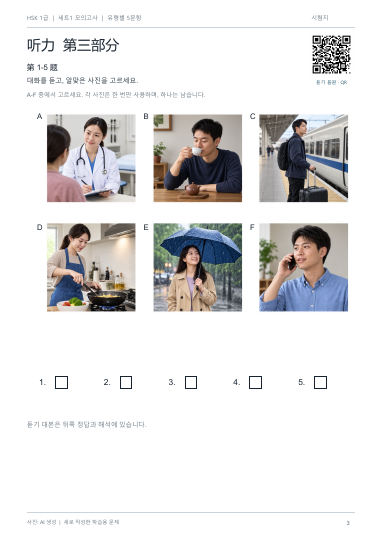 HSK 1급 | 세트1 모의고사 | 유형별 5문항
시험지
听力 第三部分
듣기 음원 · QR
第 1-5 题
대화를 듣고, 알맞은 사진을 고르세요.
A-F 중에서 고르세요. 각 사진은 한 번만 사용하며, 하나는 남습니다.
A B C
D E F
1. 2. 3. 4. 5.
듣기 대본은 뒤쪽 정답과 해석에 있습니다.
사진: AI 생성 | 새로 작성한 학습용 문제
3